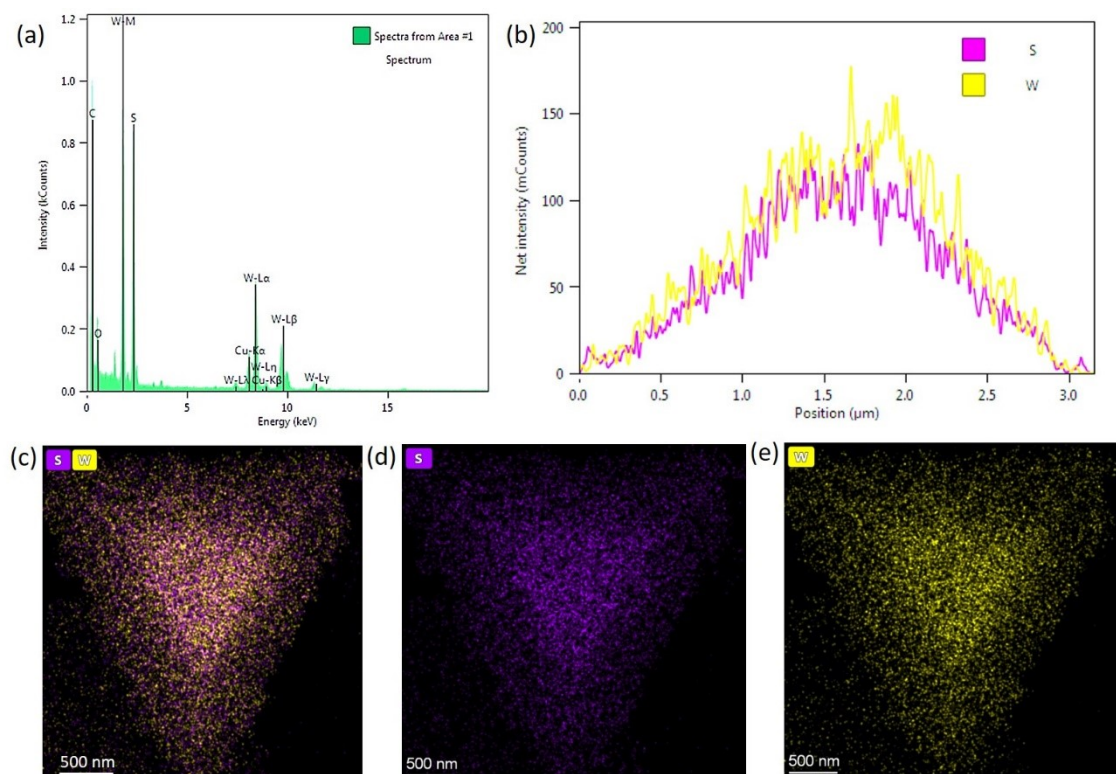 (a)
1.2
1.0
0.8
0.6
0.4
0.2
0.0
Intensity (kCounts)
W-M
C
S
O
W-Lα
W-Lβ
Cu-Kα
W-Lη
W-Lλ Cu-Kβ
W-Lγ
Spectra from Area #1
Spectrum
0 5 10 15
Energy (keV)
(b)
200
150
100
50
0
Net intensity (mCounts)
S
W
0.0 0.5 1.0 1.5 2.0 2.5 3.0
Position (µm)
(c)
S W
500 nm
(d)
S
500 nm
(e)
W
500 nm